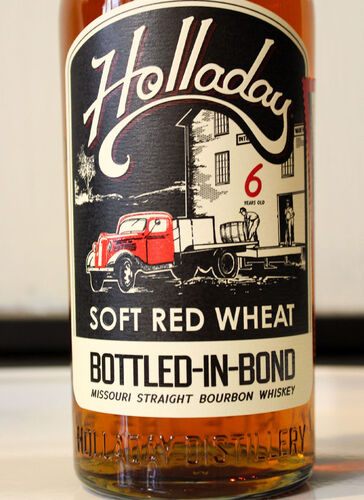 Holladay
6
YEARS OLD
SOFT RED WHEAT
BOTTLED-IN-BOND
MISSOURI STRAIGHT BOURBON WHISKEY
HOLLADAY DISTILLERY